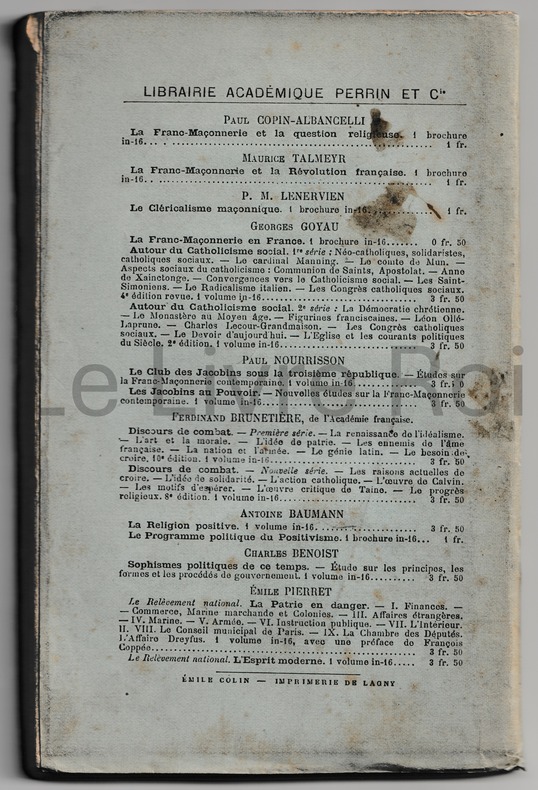 LIBRAIRIE ACADÉMIQUE PERRIN ET Cie
PAUL COPIN-ALBANCELLI
La Franc-Maçonnerie et la question religieuse. 1 brochure
in-16. . . . . . . . . . . . . . . . . . . . . . . . . . . . . . 1 fr.
MAURICE TALMEYR
La Franc-Maçonnerie et la Révolution française. 1 brochure
in-16. . . . . . . . . . . . . . . . . . . . . . . . . . . . . . 1 fr.
P. M. LENERVIEN
Le Cléricalisme maçonnique. 1 brochure in-16. . . . . . . 1 fr.
GEORGES GOYAU
La Franc-Maçonnerie en France. 1 brochure in-16....... 0 fr. 50
Autour du Catholicisme social. 1re série : Néo-catholiques, solidaristes,
catholiques sociaux. — Le cardinal Manning. — Le comte de Mun. —
Aspects sociaux du catholicisme : Communion de Saints, Apostolat. — Anne
de Xainctonge. — Convergences vers le Catholicisme social. — Les Saint-
Simoniens. — Le Radicalisme italien. — Les Congrès catholiques sociaux.
4e édition revue. 1 volume in-16........................ 3 fr. 50
Autour du Catholicisme social. 2e série : La Démocratie chrétienne.
— Le Monastère au Moyen âge. — Figurines franciscaines. — Léon Ollé-
Laprune. — Charles Lecour-Grandmaison. — Les Congrès catholiques
sociaux. — Le Devoir d'aujourd'hui. — L'Eglise et les courants politiques
du Siècle. 2e édition. 1 volume in-16..................... 3 fr. 50
PAUL NOURRISSON
Le Club des Jacobins sous la troisième république. — Études sur
la Franc-Maçonnerie contemporaine. 1 volume in-16........... 3 fr. 50
Les Jacobins au Pouvoir. — Nouvelles études sur la Franc-Maçonnerie
contemporaine. 1 volume in-16........................ 3 fr. 50
FERDINAND BRUNETIÈRE, de l'Académie française.
Discours de combat. — Première série. — La renaissance de l'idéalisme.
— L'art et la morale. — L'idée de patrie. — Les ennemis de l'âme
française. — La nation et l'armée. — Le génie latin. — Le besoin de
croire. 10e édition. 1 volume in-16...................... 3 fr. 50
Discours de combat. — Nouvelle série. — Les raisons actuelles de
croire. — L'idée de solidarité. — L'action catholique. — L'œuvre de Calvin.
— Les motifs d'espérer. — L'œuvre critique de Taine. — Le progrès
religieux. 8e édition. 1 volume in-16..................... 3 fr. 50
ANTOINE BAUMANN
La Religion positive. 1 volume in-16. .................. 3 fr. 50
Le Programme politique du Positivisme. 1 brochure in-16... 1 fr.
CHARLES BENOIST
Sophismes politiques de ce temps. — Étude sur les principes, les
formes et les procédés de gouvernement. 1 volume in-16......... 3 fr. 50
ÉMILE PIERRET
Le Relèvement national. La Patrie en danger. — I. Finances. —
— Commerce, Marine marchande et Colonies. — III. Affaires étrangères.
— IV. Marine. — V. Armée. — VI. Instruction publique. — VII. L'Intérieur.
II. VIII. Le Conseil municipal de Paris. — IX. La Chambre des Députés.
L'Affaire Dreyfus. 1 volume in-16, avec une préface de François
Coppée.......................................... 3 fr. 50
Le Relèvement national. L'Esprit moderne. 1 volume in-16..... 3 fr. 50
ÉMILE COLIN — IMPRIMERIE DE LAGNY